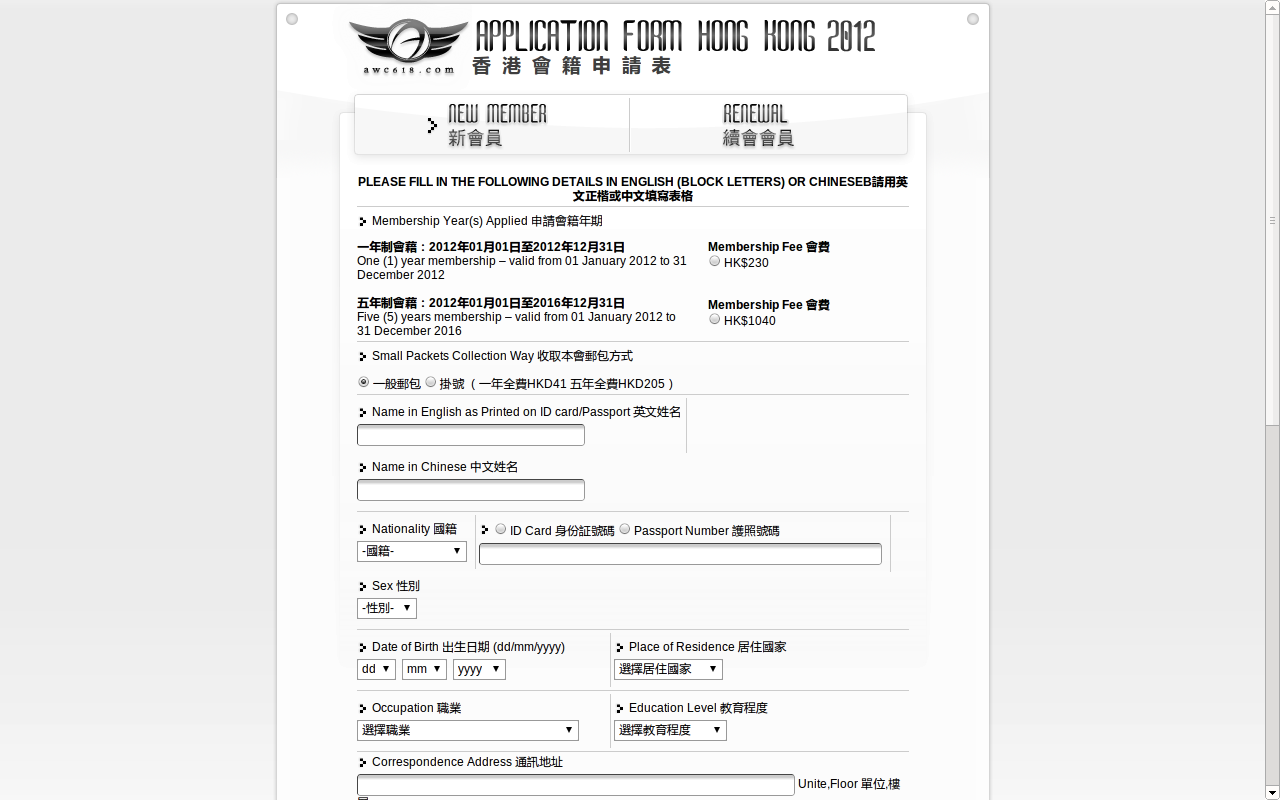 awc618.com
APPLICATION FORM HONG KONG 2012
香港會籍申請表
NEW MEMBER
新會員
RENEWAL
續會會員
PLEASE FILL IN THE FOLLOWING DETAILS IN ENGLISH (BLOCK LETTERS) OR CHINESEB請用英
文正楷或中文填寫表格
Membership Year(s) Applied 申請會籍年期
一年制會藉：2012年01月01日至2012年12月31日
One (1) year membership – valid from 01 January 2012 to 31
December 2012
Membership Fee 會費
HK$230
五年制會藉：2012年01月01日至2016年12月31日
Five (5) years membership – valid from 01 January 2012 to
31 December 2016
Membership Fee 會費
HK$1040
Small Packets Collection Way 收取本會郵包方式
一般郵包 掛號（一年全費HKD41 五年全費HKD205）
Name in English as Printed on ID card/Passport 英文姓名
Name in Chinese 中文姓名
Nationality 國籍
-國籍-
ID Card 身份証號碼 Passport Number 護照號碼
Sex 性別
-性別-
Date of Birth 出生日期 (dd/mm/yyyy)
dd mm yyyy
Place of Residence 居住國家
選擇居住國家
Occupation 職業
選擇職業
Education Level 教育程度
選擇教育程度
Correspondence Address 通訊地址
Unite,Floor 單位,樓